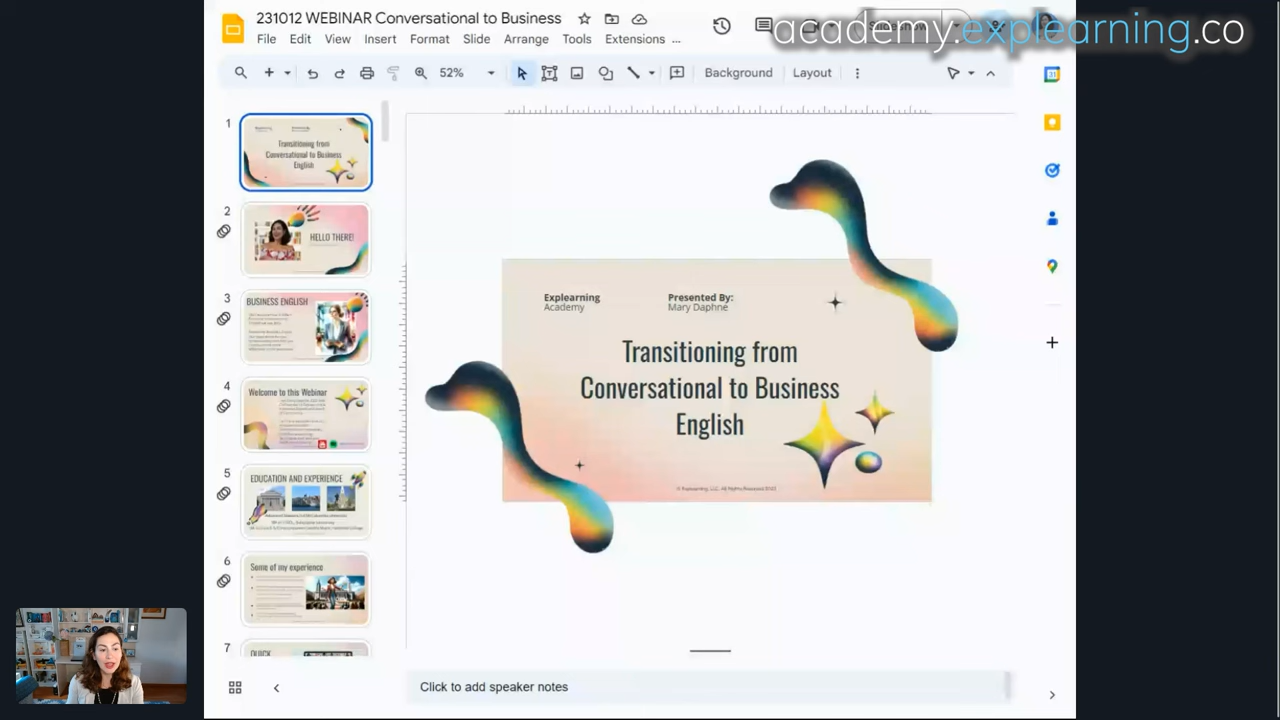 231012 WEBINAR Conversational to Business
File Edit View Insert Format Slide Arrange Tools Extensions ...
academy.explearning.co
52%
Background Layout
1
Transitioning from
Conversational to Business
English
2
HELLO THERE!
3
BUSINESS ENGLISH
4
Welcome to this Webinar
5
EDUCATION AND EXPERIENCE
6
Some of my experience
7
QUICK
Explearning
Academy
Presented By:
Mary Daphne
Transitioning from
Conversational to Business
English
Click to add speaker notes